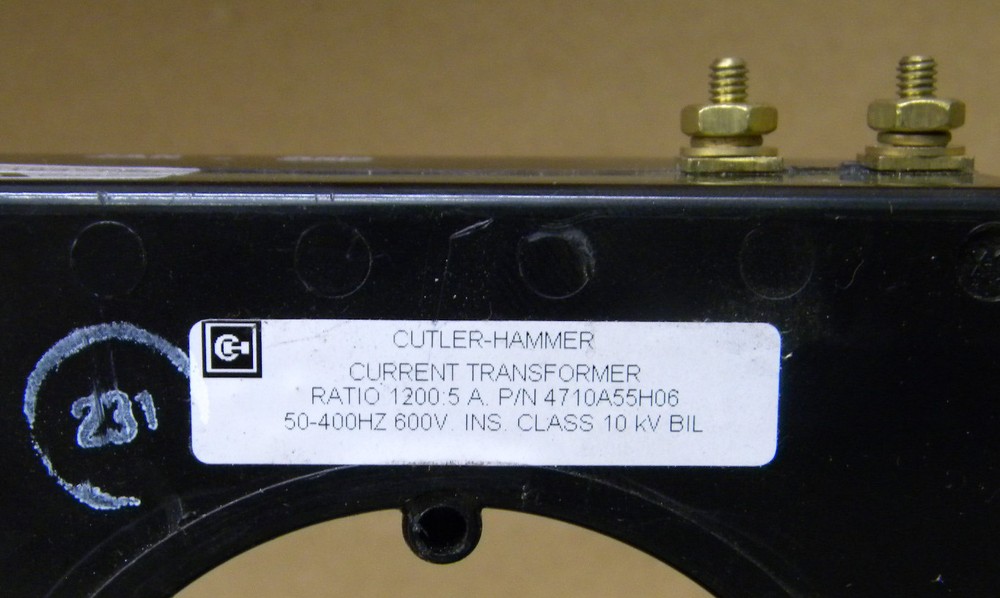 CUTLER-HAMMER
CURRENT TRANSFORMER
RATIO 1200:5 A. P/N 4710A55H06
50-400HZ 600V. INS. CLASS 10 kV BIL
231